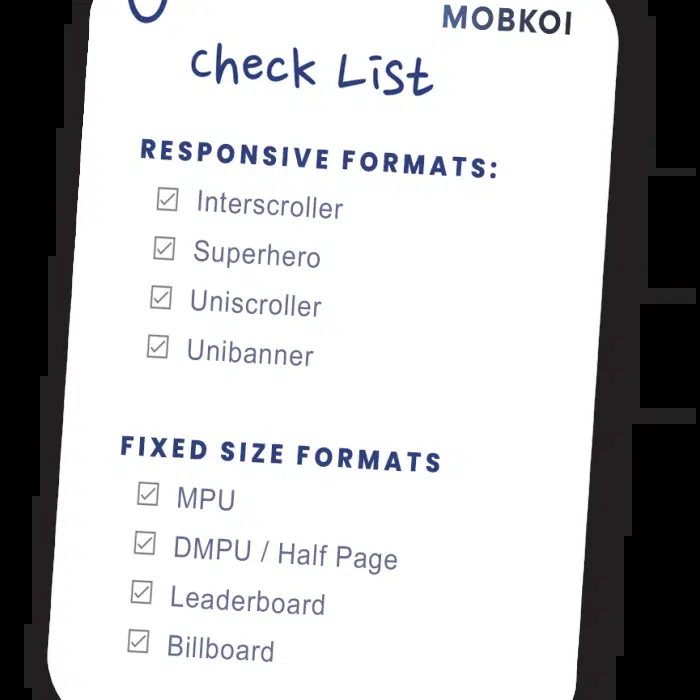 MOBKOI
check List
RESPONSIVE FORMATS:
Interscroller
Superhero
Uniscroller
Unibanner
FIXED SIZE FORMATS
MPU
DMPU / Half Page
Leaderboard
Billboard